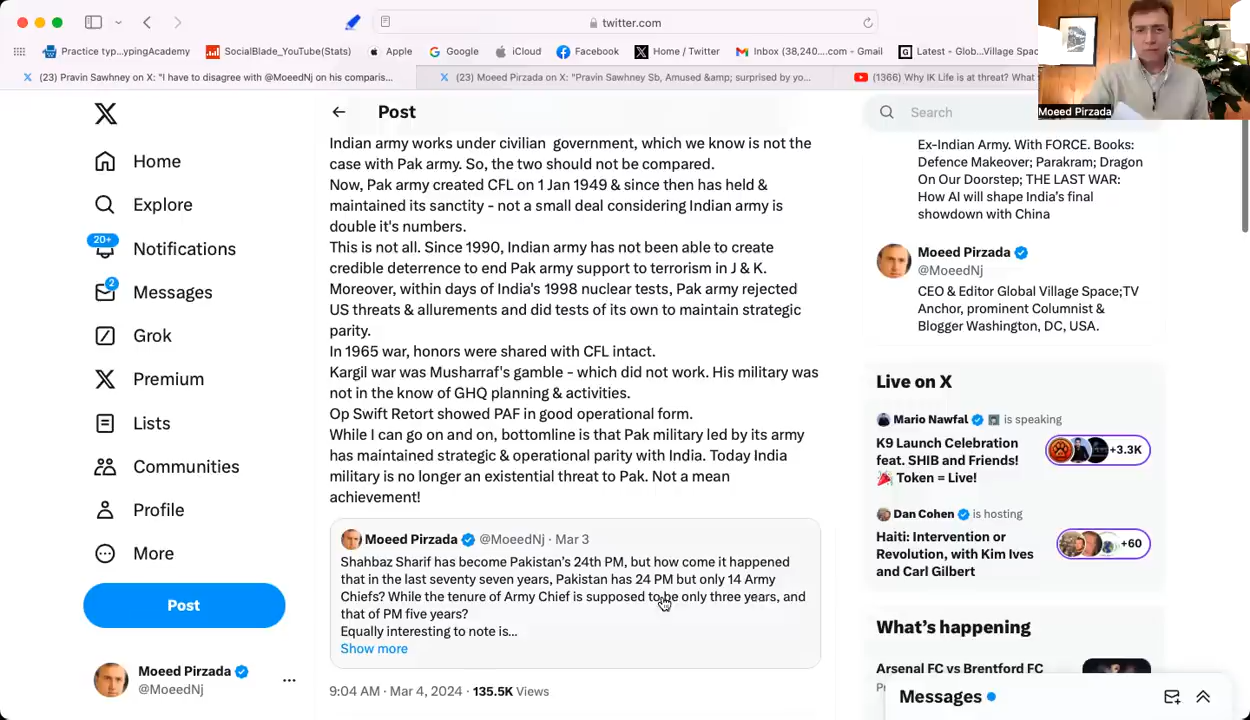 twitter.com
Practice typ...ypingAcademy
SocialBlade_YouTube(Stats)
Apple
Google
iCloud
Facebook
Home / Twitter
Inbox (38,240....com - Gmail
Latest - Glob...Village Spac
(23) Pravin Sawhney on X: "I have to disagree with @MoeedNj on his comparis...
(23) Moeed Pirzada on X: "Pravin Sawhney Sb, Amused &amp; surprised by yo...
(1366) Why IK Life is at threat? What
Moeed Pirzada
Home
Explore
20+
Notifications
2
Messages
Grok
Premium
Lists
Communities
Profile
More
Post
Moeed Pirzada
@MoeedNj
Post
Indian army works under civilian government, which we know is not the
case with Pak army. So, the two should not be compared.
Now, Pak army created CFL on 1 Jan 1949 & since then has held &
maintained its sanctity - not a small deal considering Indian army is
double it's numbers.
This is not all. Since 1990, Indian army has not been able to create
credible deterrence to end Pak army support to terrorism in J & K.
Moreover, within days of India's 1998 nuclear tests, Pak army rejected
US threats & allurements and did tests of its own to maintain strategic
parity.
In 1965 war, honors were shared with CFL intact.
Kargil war was Musharraf's gamble - which did not work. His military was
not in the know of GHQ planning & activities.
Op Swift Retort showed PAF in good operational form.
While I can go on and on, bottomline is that Pak military led by its army
has maintained strategic & operational parity with India. Today India
military is no longer an existential threat to Pak. Not a mean
achievement!
Moeed Pirzada @MoeedNj · Mar 3
Shahbaz Sharif has become Pakistan's 24th PM, but how come it happened
that in the last seventy seven years, Pakistan has 24 PM but only 14 Army
Chiefs? While the tenure of Army Chief is supposed to be only three years, and
that of PM five years?
Equally interesting to note is...
Show more
9:04 AM · Mar 4, 2024 · 135.5K Views
Search
Ex-Indian Army. With FORCE. Books:
Defence Makeover; Parakram; Dragon
On Our Doorstep; THE LAST WAR:
How AI will shape India's final
showdown with China
Moeed Pirzada
@MoeedNj
CEO & Editor Global Village Space;TV
Anchor, prominent Columnist &
Blogger Washington, DC, USA.
Live on X
Mario Nawfal is speaking
K9 Launch Celebration
feat. SHIB and Friends!
🎉 Token = Live!
+3.3K
Dan Cohen is hosting
Haiti: Intervention or
Revolution, with Kim Ives
and Carl Gilbert
+60
What's happening
Arsenal FC vs Brentford FC
Messages